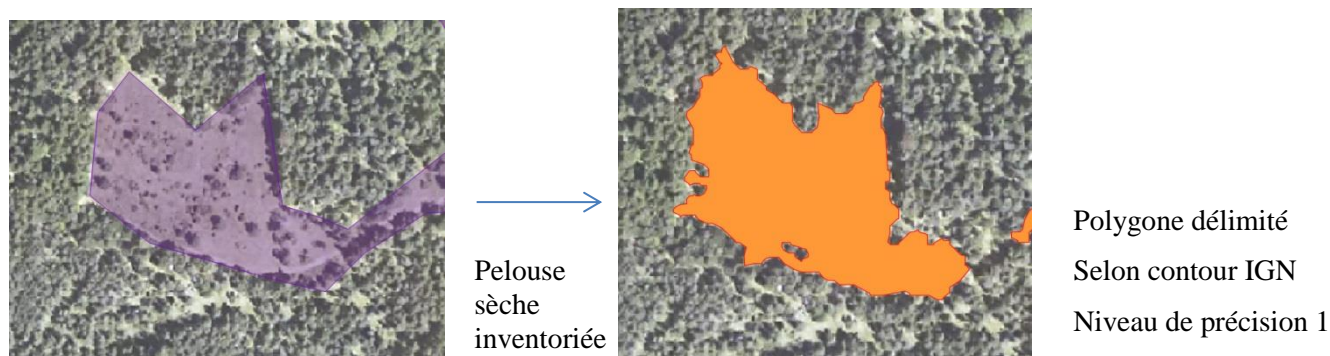 Pelouse
sèche
inventoriée
Polygone délimité
Selon contour IGN
Niveau de précision 1